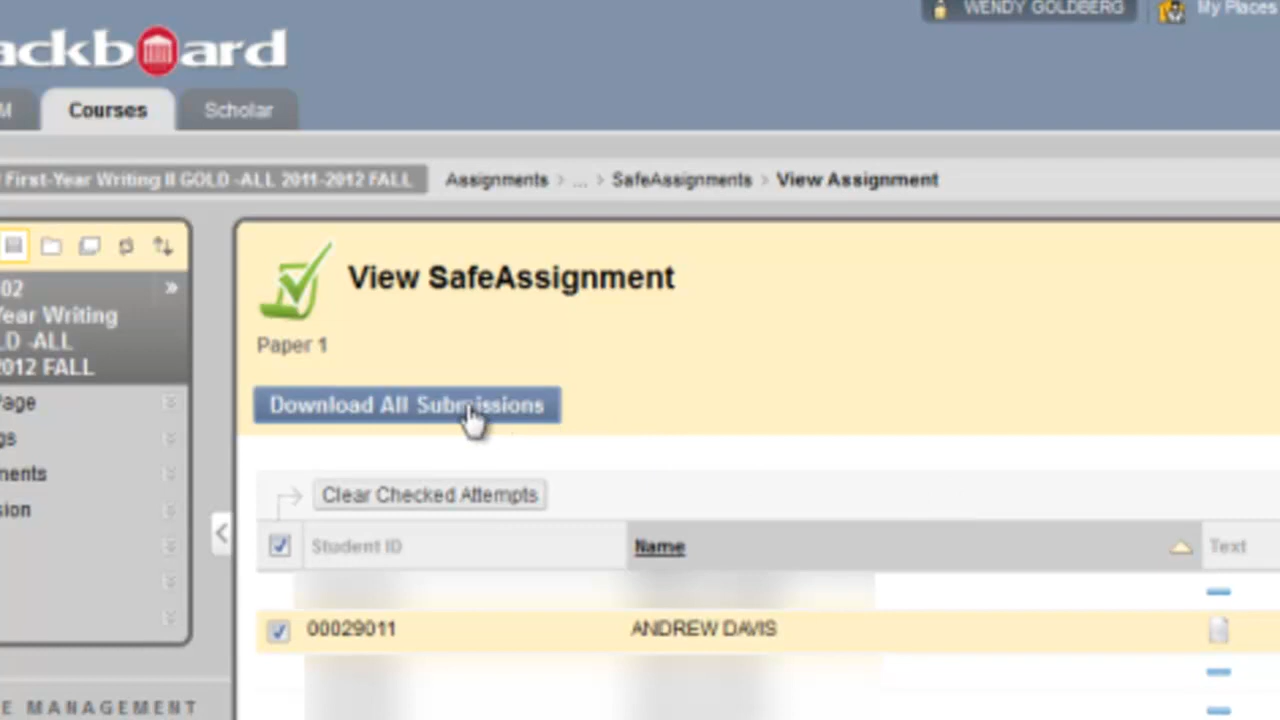 WENDY GOLDBERG
My Places
ackboard
M
Courses
Scholar
First-Year Writing II GOLD -ALL 2011-2012 FALL
Assignments > ... > SafeAssignments > View Assignment
02
Year Writing
LD -ALL
2012 FALL
Page
gs
ments
sion
E MANAGEMENT
View SafeAssignment
Paper 1
Download All Submissions
Clear Checked Attempts
Student ID
Name
Text
00029011
ANDREW DAVIS